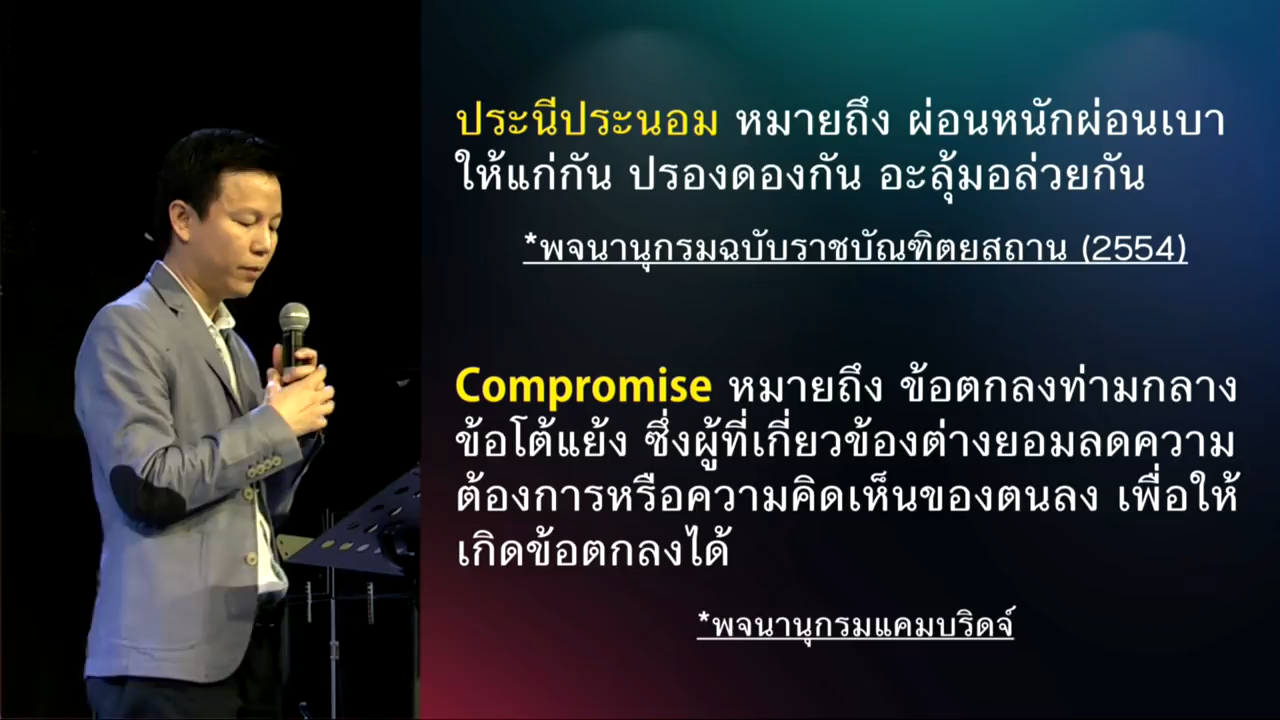 ประนีประนอม หมายถึง ผ่อนหนักผ่อนเบา
ให้แก่กัน ปรองดองกัน อะลุ้มอล่วยกัน
*พจนานุกรมฉบับราชบัณฑิตยสถาน (2554)
Compromise หมายถึง ข้อตกลงท่ามกลาง
ข้อโต้แย้ง ซึ่งผู้ที่เกี่ยวข้องต่างยอมลดความ
ต้องการหรือความคิดเห็นของตนลง เพื่อให้
เกิดข้อตกลงได้
*พจนานุกรมแคมบริดจ์